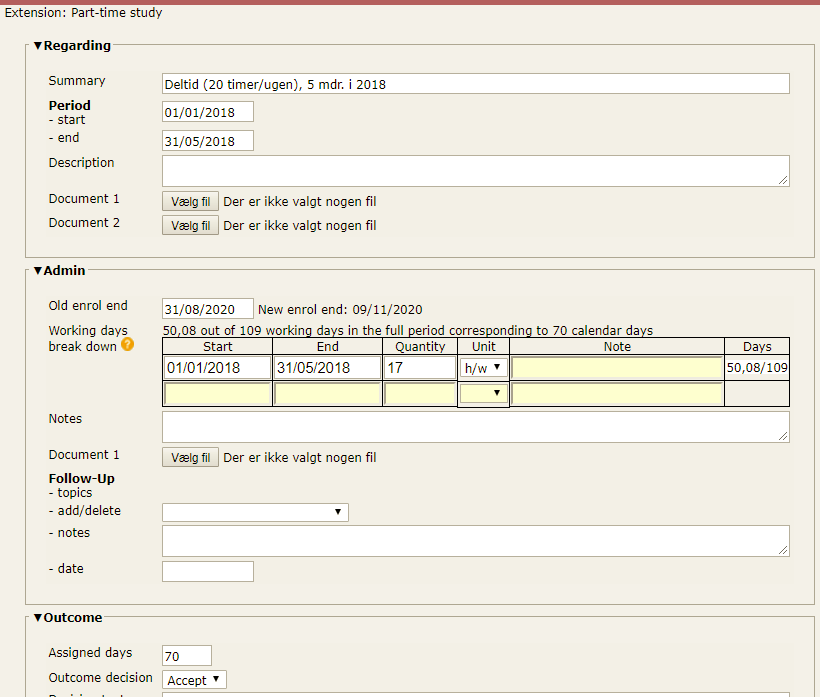 Extension: Part-time study
▼Regarding
Summary
Deltid (20 timer/ugen), 5 mdr. i 2018
Period
- start
01/01/2018
- end
31/05/2018
Description
Document 1
Vælg fil Der er ikke valgt nogen fil
Document 2
Vælg fil Der er ikke valgt nogen fil
▼Admin
Old enrol end
31/08/2020 New enrol end: 09/11/2020
Working days
break down ?
50,08 out of 109 working days in the full period corresponding to 70 calendar days
Start End Quantity Unit Note Days
01/01/2018 31/05/2018 17 h/w 50,08/109
Notes
Document 1
Vælg fil Der er ikke valgt nogen fil
Follow-Up
- topics
- add/delete
- notes
- date
▼Outcome
Assigned days
70
Outcome decision
Accept